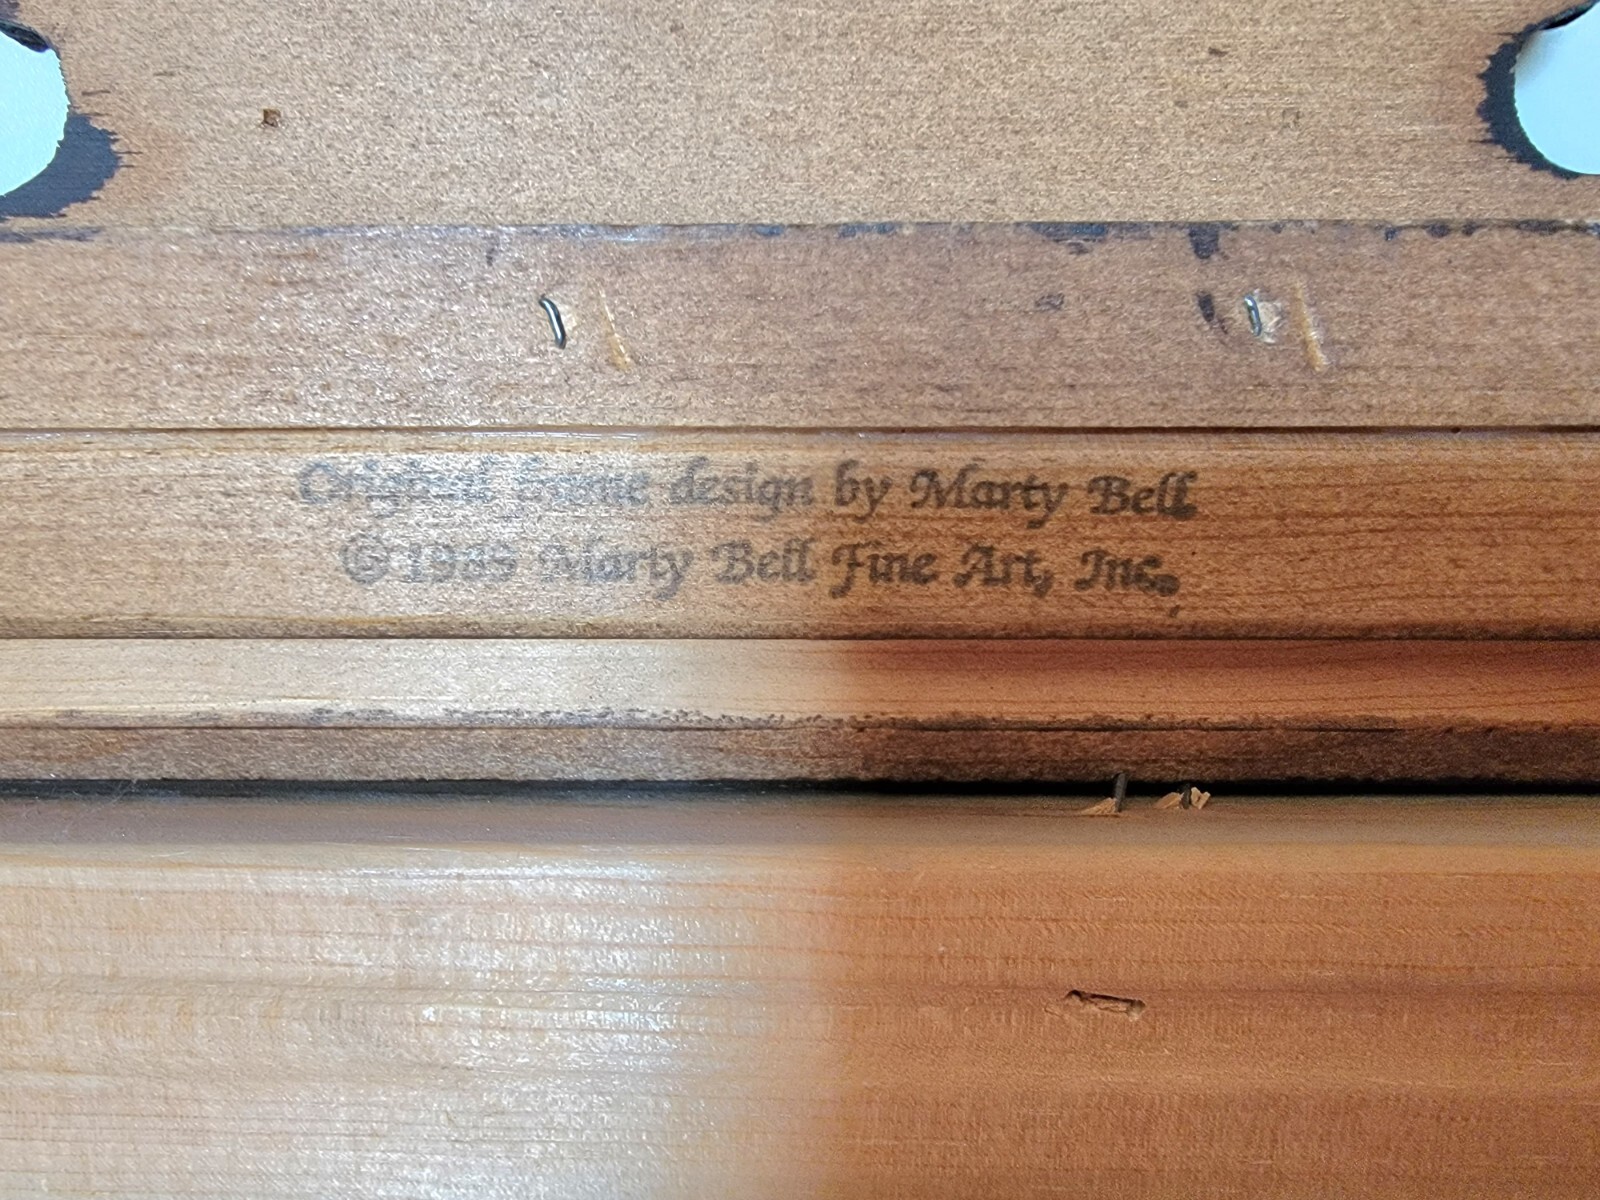 Original frame design by Marty Bell
© 1989 Marty Bell Fine Art, Inc.